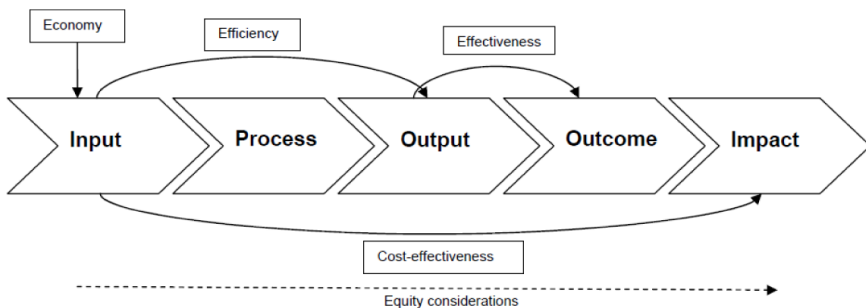 Economy
Efficiency
Effectiveness
Input
Process
Output
Outcome
Impact
Cost-effectiveness
Equity considerations